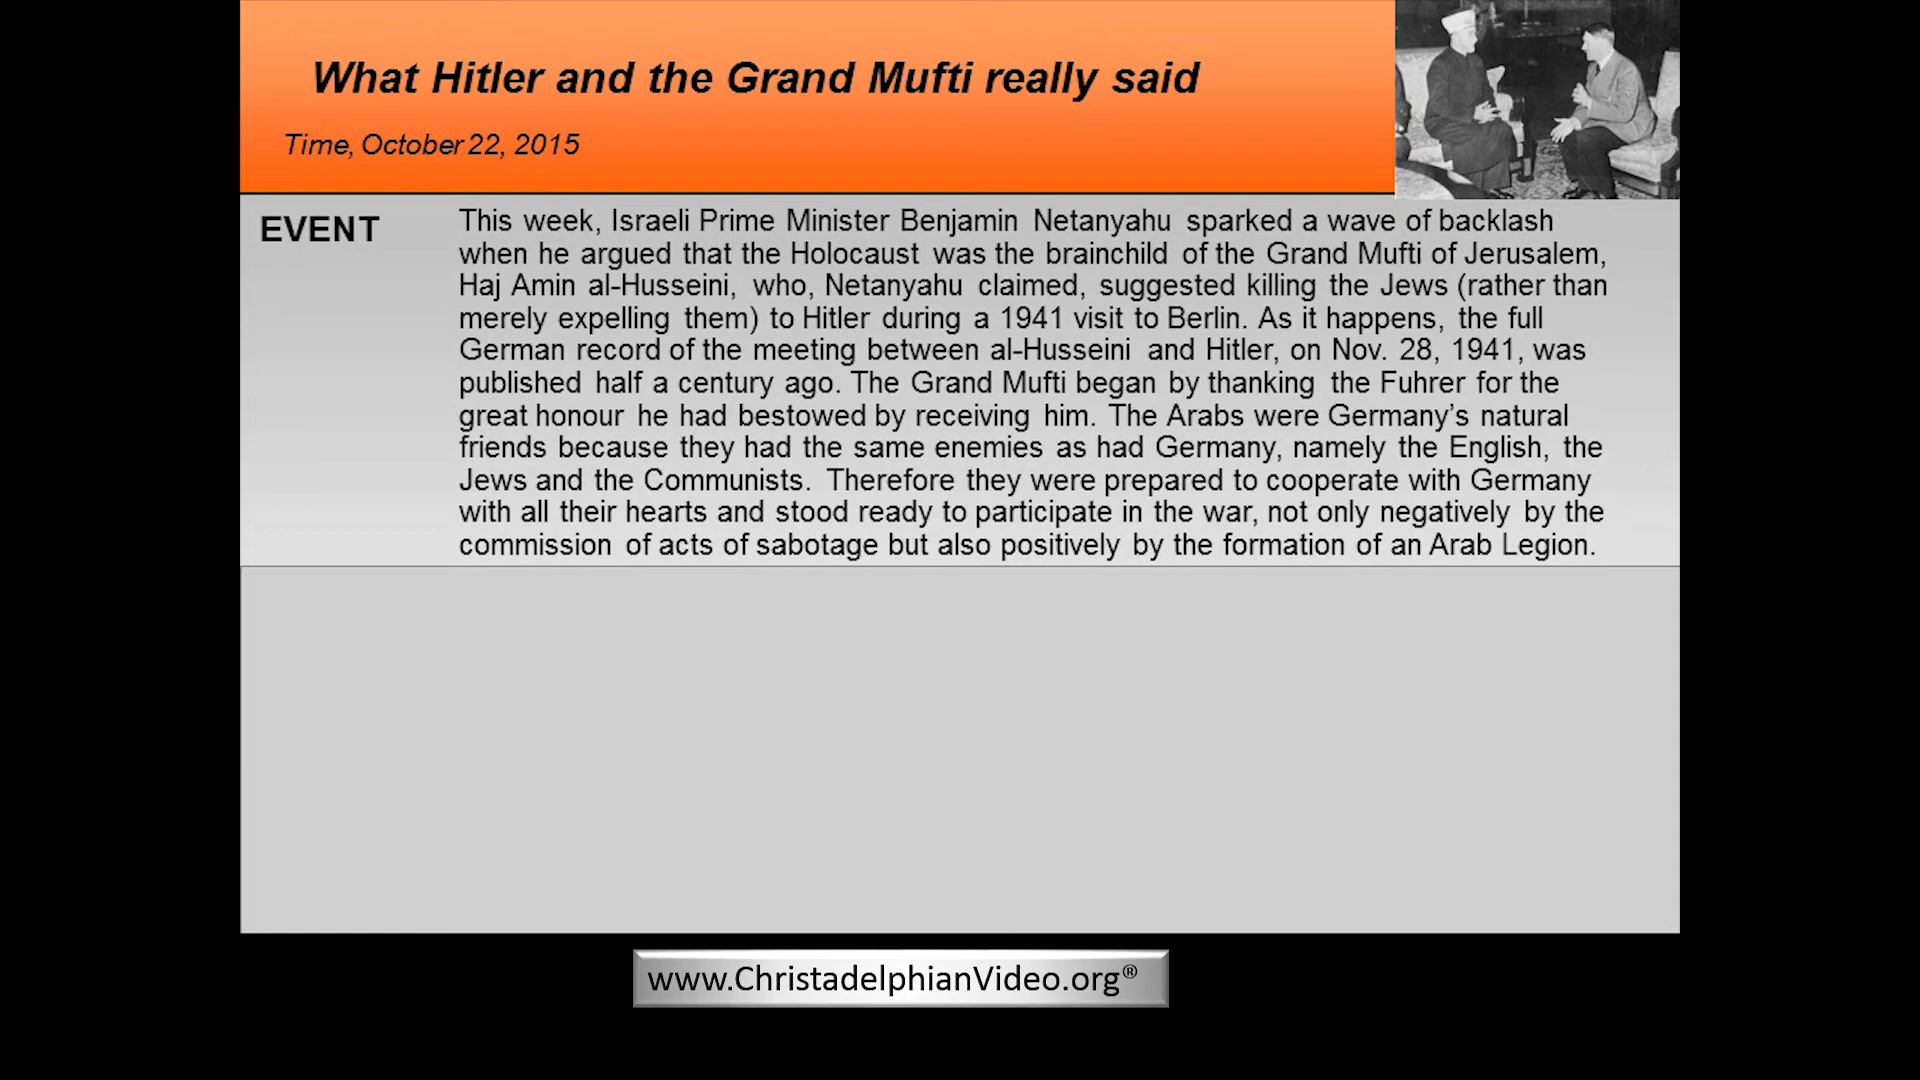 What Hitler and the Grand Mufti really said
Time, October 22, 2015
EVENT
This week, Israeli Prime Minister Benjamin Netanyahu sparked a wave of backlash
when he argued that the Holocaust was the brainchild of the Grand Mufti of Jerusalem,
Haj Amin al-Husseini, who, Netanyahu claimed, suggested killing the Jews (rather than
merely expelling them) to Hitler during a 1941 visit to Berlin. As it happens, the full
German record of the meeting between al-Husseini and Hitler, on Nov. 28, 1941, was
published half a century ago. The Grand Mufti began by thanking the Fuhrer for the
great honour he had bestowed by receiving him. The Arabs were Germany's natural
friends because they had the same enemies as had Germany, namely the English, the
Jews and the Communists. Therefore they were prepared to cooperate with Germany
with all their hearts and stood ready to participate in the war, not only negatively by the
commission of acts of sabotage but also positively by the formation of an Arab Legion.
www.ChristadelphianVideo.org®